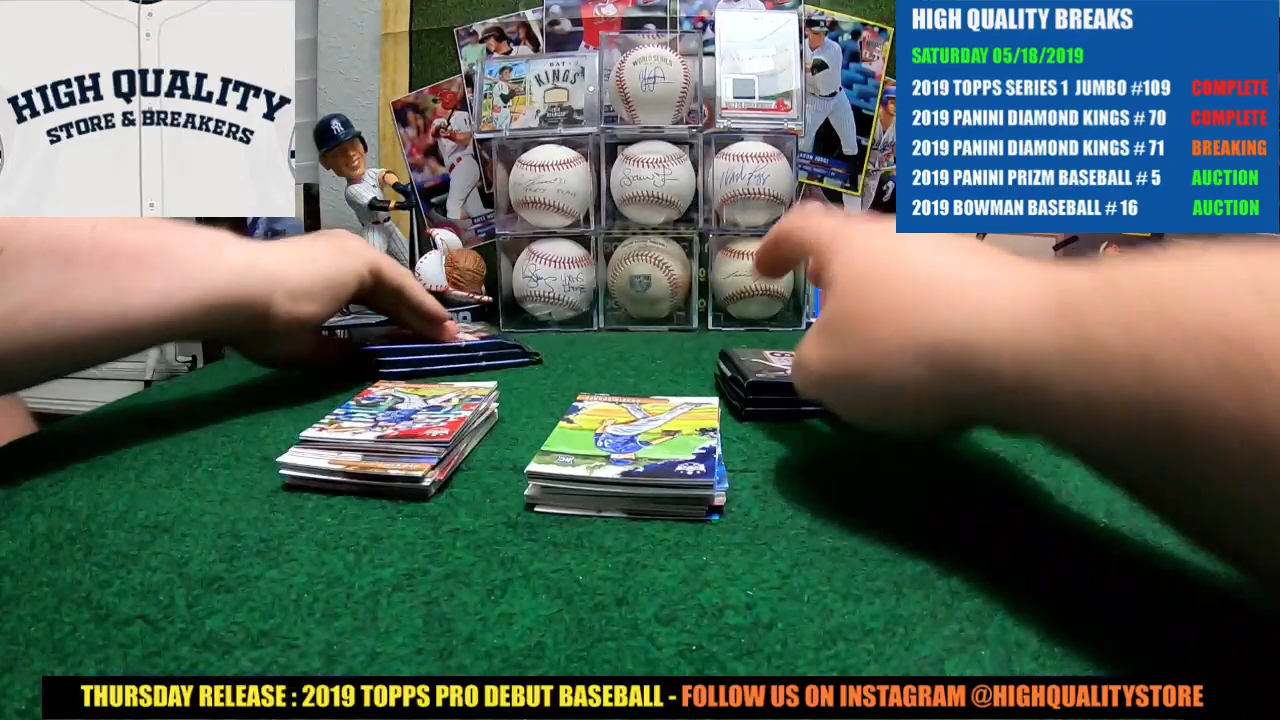 HIGH QUALITY
STORE & BREAKERS
HIGH QUALITY BREAKS
SATURDAY 05/18/2019
2019 TOPPS SERIES 1 JUMBO #109 COMPLETE
2019 PANINI DIAMOND KINGS # 70 COMPLETE
2019 PANINI DIAMOND KINGS # 71 BREAKING
2019 PANINI PRIZM BASEBALL # 5 AUCTION
2019 BOWMAN BASEBALL # 16 AUCTION
BAT
KINGS
WORLD SERIES
THURSDAY RELEASE : 2019 TOPPS PRO DEBUT BASEBALL - FOLLOW US ON INSTAGRAM @HIGHQUALITYSTORE